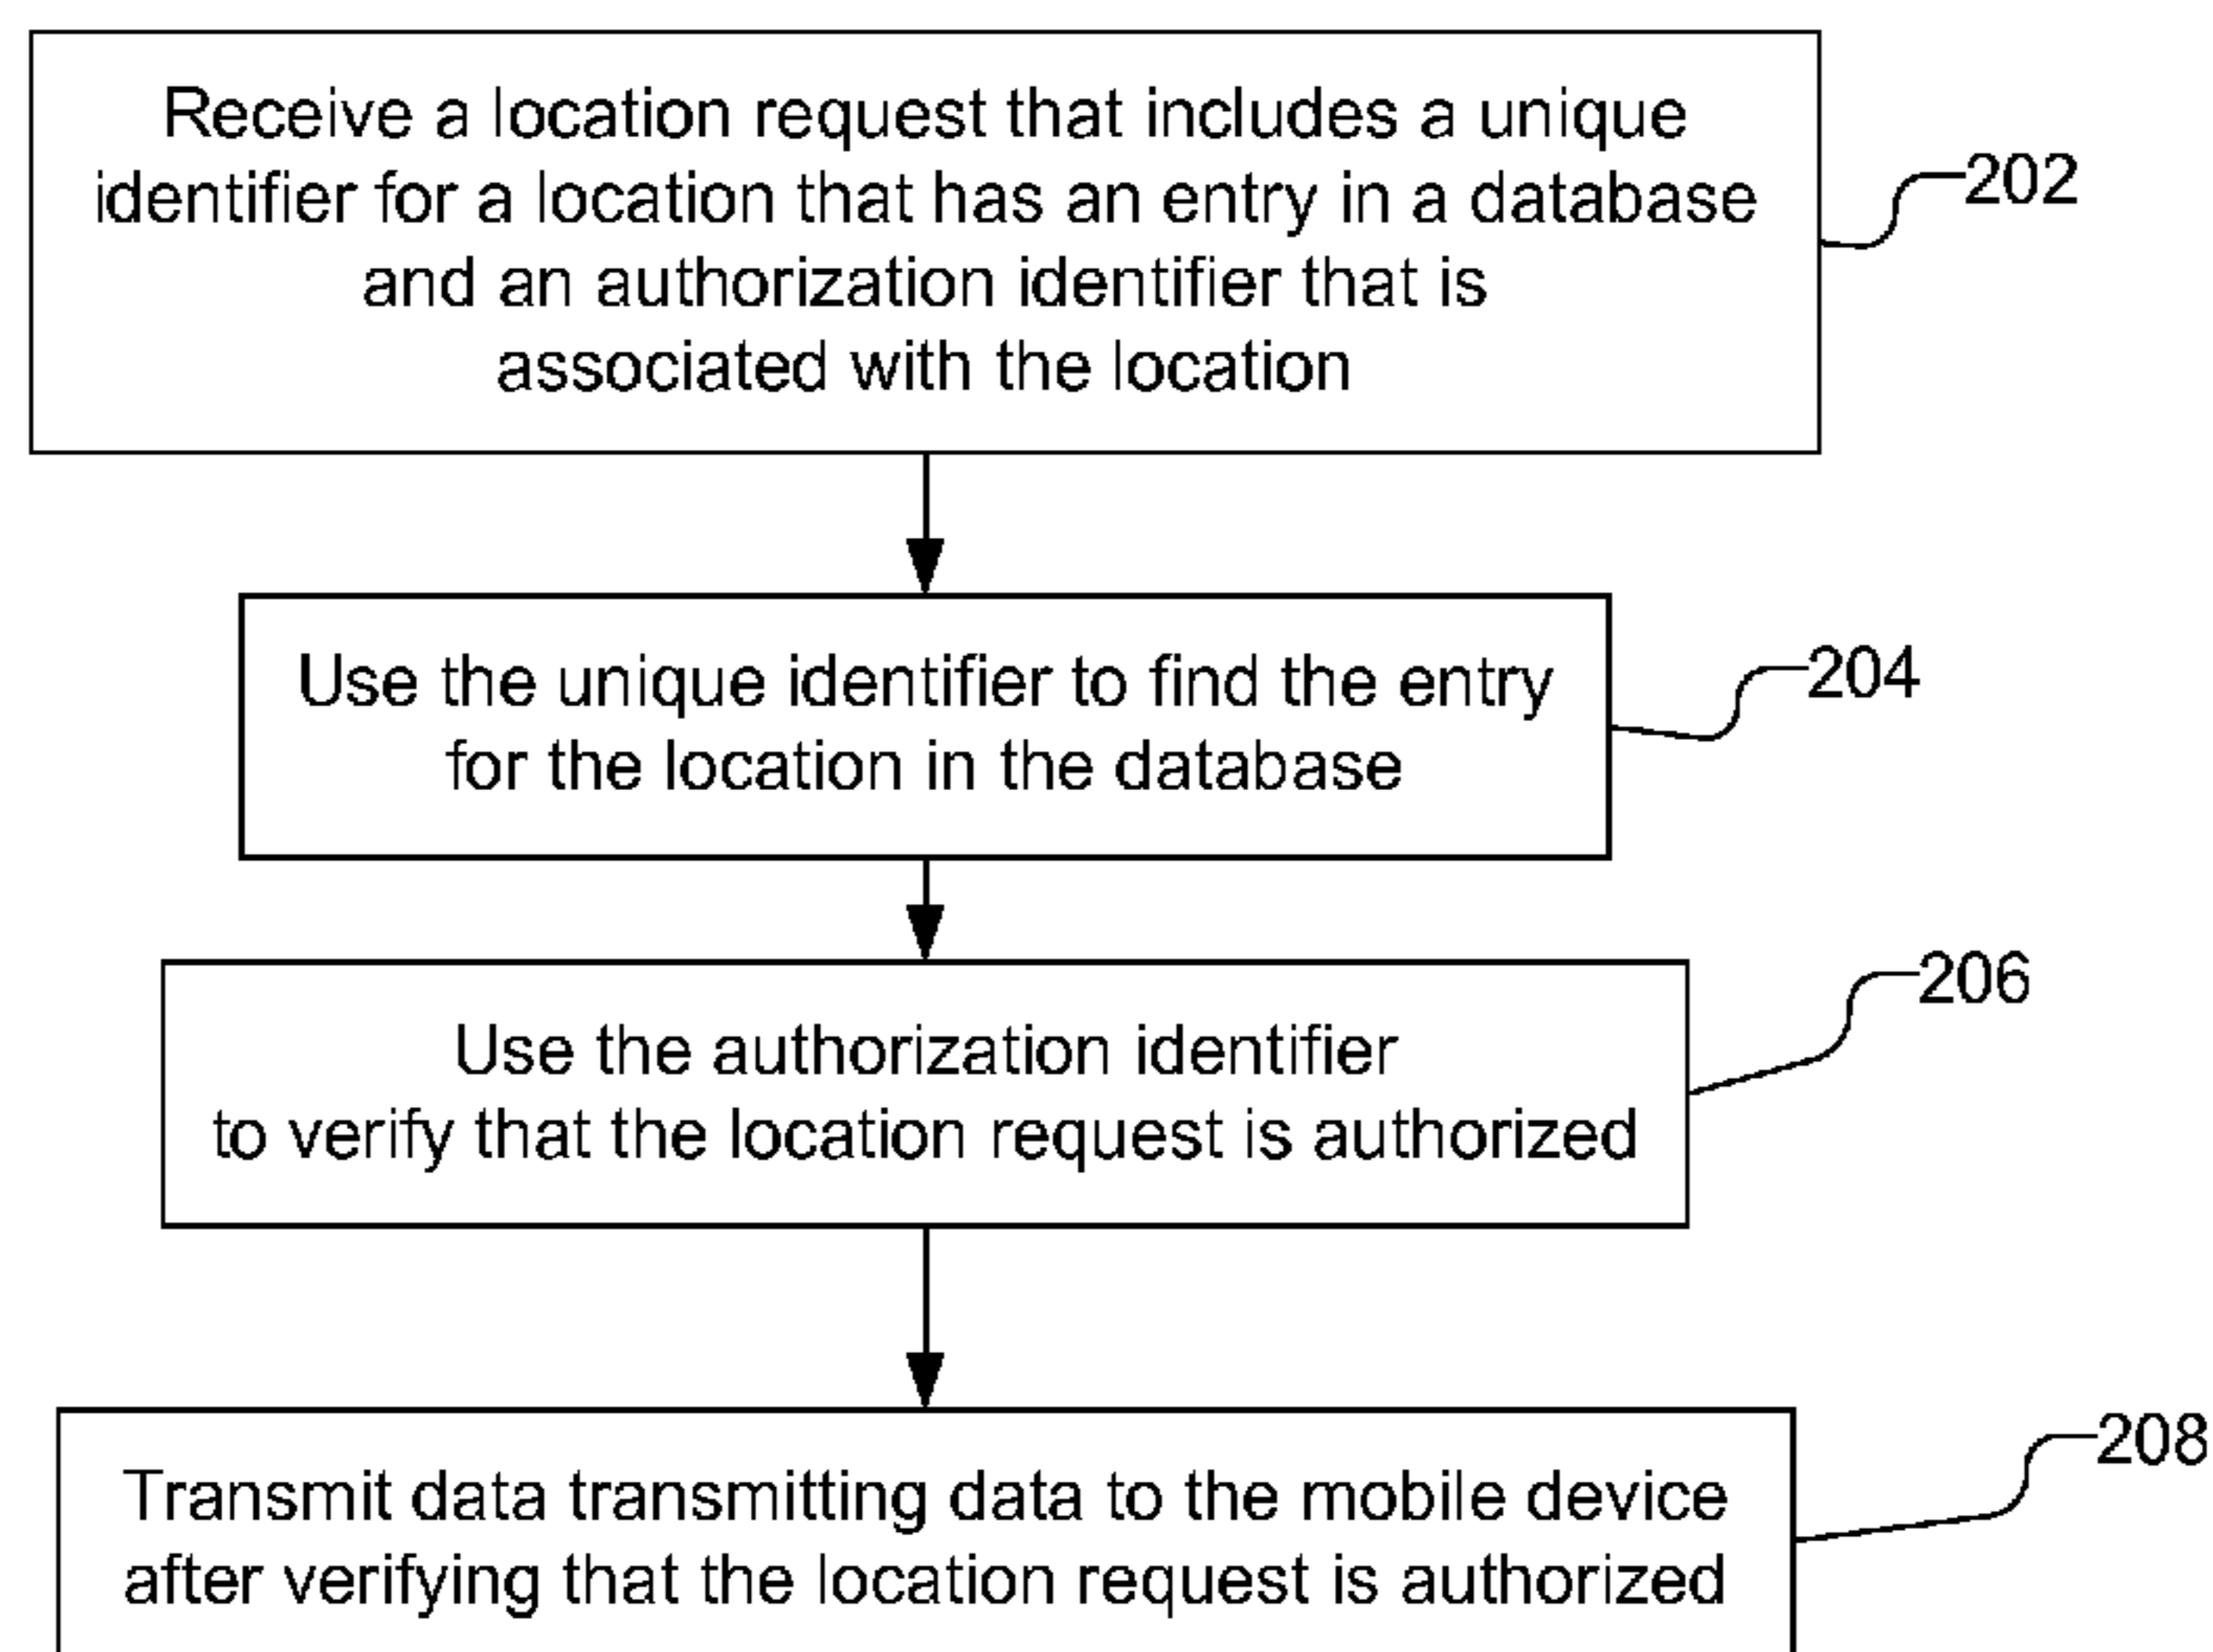 Receive a location request that includes a unique
identifier for a location that has an entry in a database
and an authorization identifier that is
associated with the location
202
Use the unique identifier to find the entry
for the location in the database
204
Use the authorization identifier
to verify that the location request is authorized
206
Transmit data transmitting data to the mobile device
after verifying that the location request is authorized
208